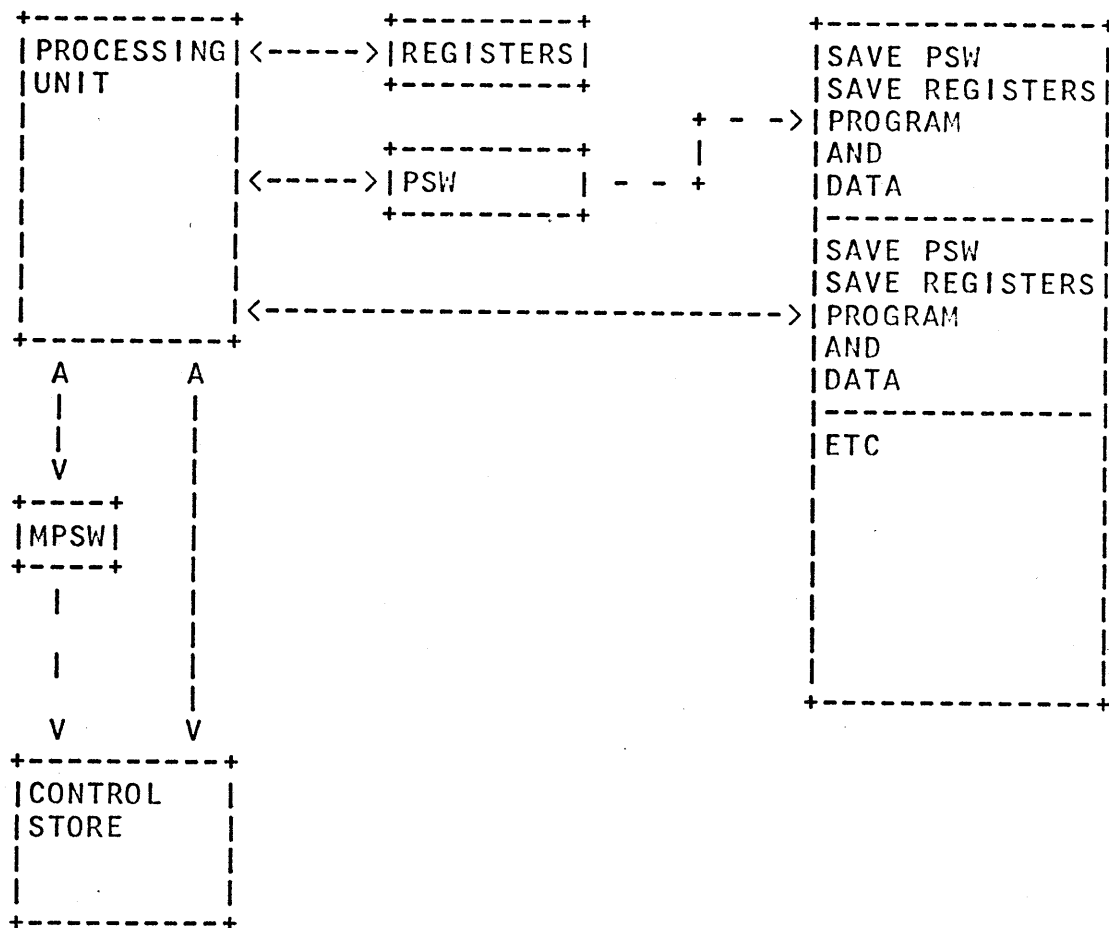 PROCESSING
UNIT
REGISTERS
PSW
SAVE PSW
SAVE REGISTERS
PROGRAM
AND
DATA
SAVE PSW
SAVE REGISTERS
PROGRAM
AND
DATA
ETC
A A
V
MPSW
V V
CONTROL
STORE